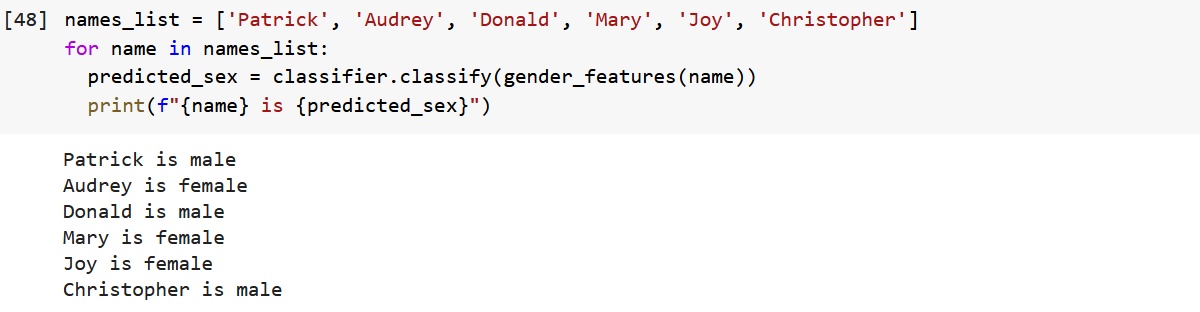 [48] names_list = ['Patrick', 'Audrey', 'Donald', 'Mary', 'Joy', 'Christopher']
for name in names_list:
  predicted_sex = classifier.classify(gender_features(name))
  print(f"{name} is {predicted_sex}")
Patrick is male
Audrey is female
Donald is male
Mary is female
Joy is female
Christopher is male